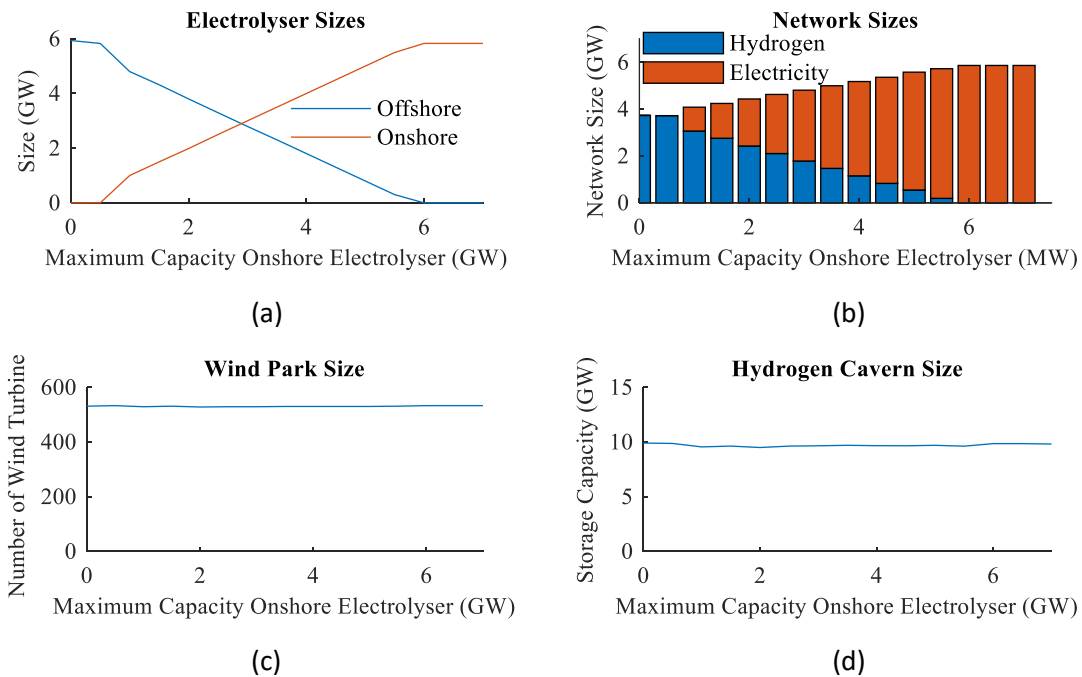 Electrolyser Sizes
Size (GW)
6
4
2
0
Offshore
Onshore
0
2
4
6
Maximum Capacity Onshore Electrolyser (GW)
(a)
Network Sizes
Network Size (GW)
6
4
2
0
Hydrogen
Electricity
0
2
4
6
Maximum Capacity Onshore Electrolyser (MW)
(b)
Wind Park Size
Number of Wind Turbine
600
400
200
0
0
2
4
6
Maximum Capacity Onshore Electrolyser (GW)
(c)
Hydrogen Cavern Size
Storage Capacity (GW)
15
10
5
0
0
2
4
6
Maximum Capacity Onshore Electrolyser (GW)
(d)